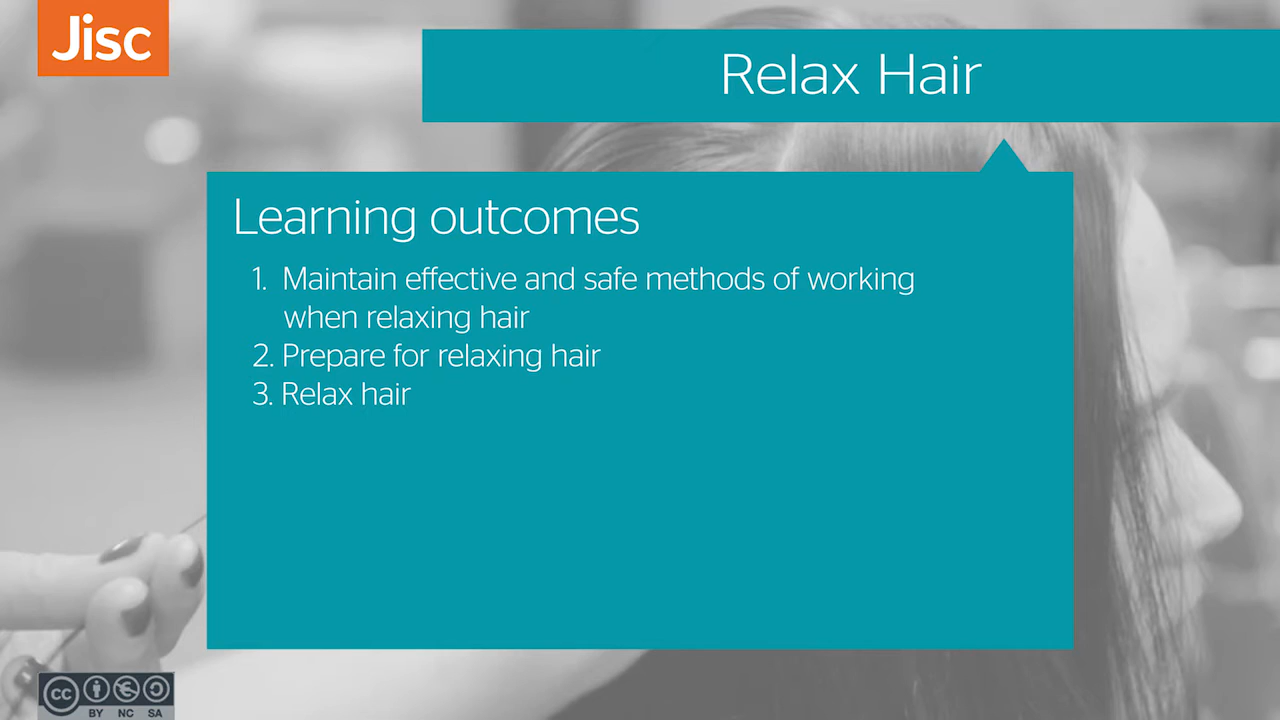 Jisc
Relax Hair
Learning outcomes
1. Maintain effective and safe methods of working
when relaxing hair
2. Prepare for relaxing hair
3. Relax hair
cc
BY NC SA